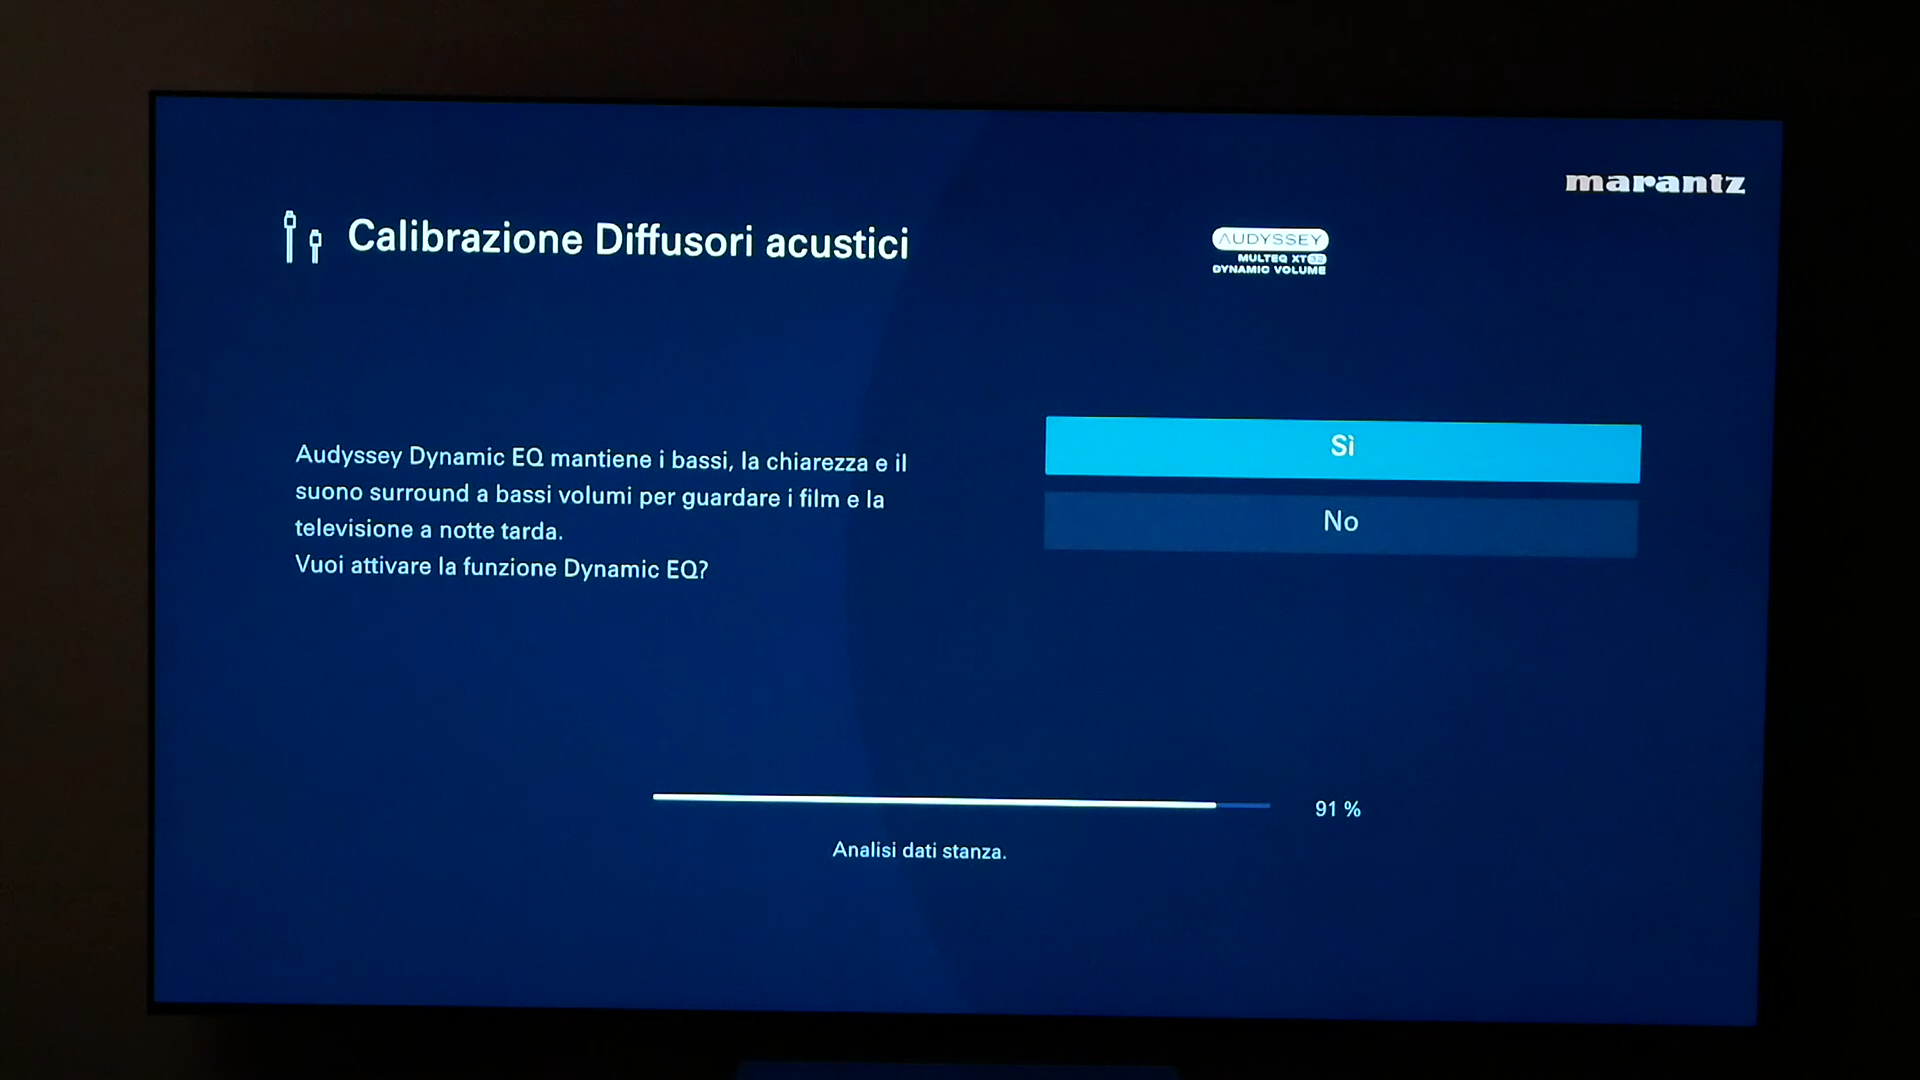 marantz
Calibrazione Diffusori acustici
AUDYSSEY
MULTEQ XT32
DYNAMIC VOLUME
Audyssey Dynamic EQ mantiene i bassi, la chiarezza e il
suono surround a bassi volumi per guardare i film e la
televisione a notte tarda.
Vuoi attivare la funzione Dynamic EQ?
Sì
No
91 %
Analisi dati stanza.